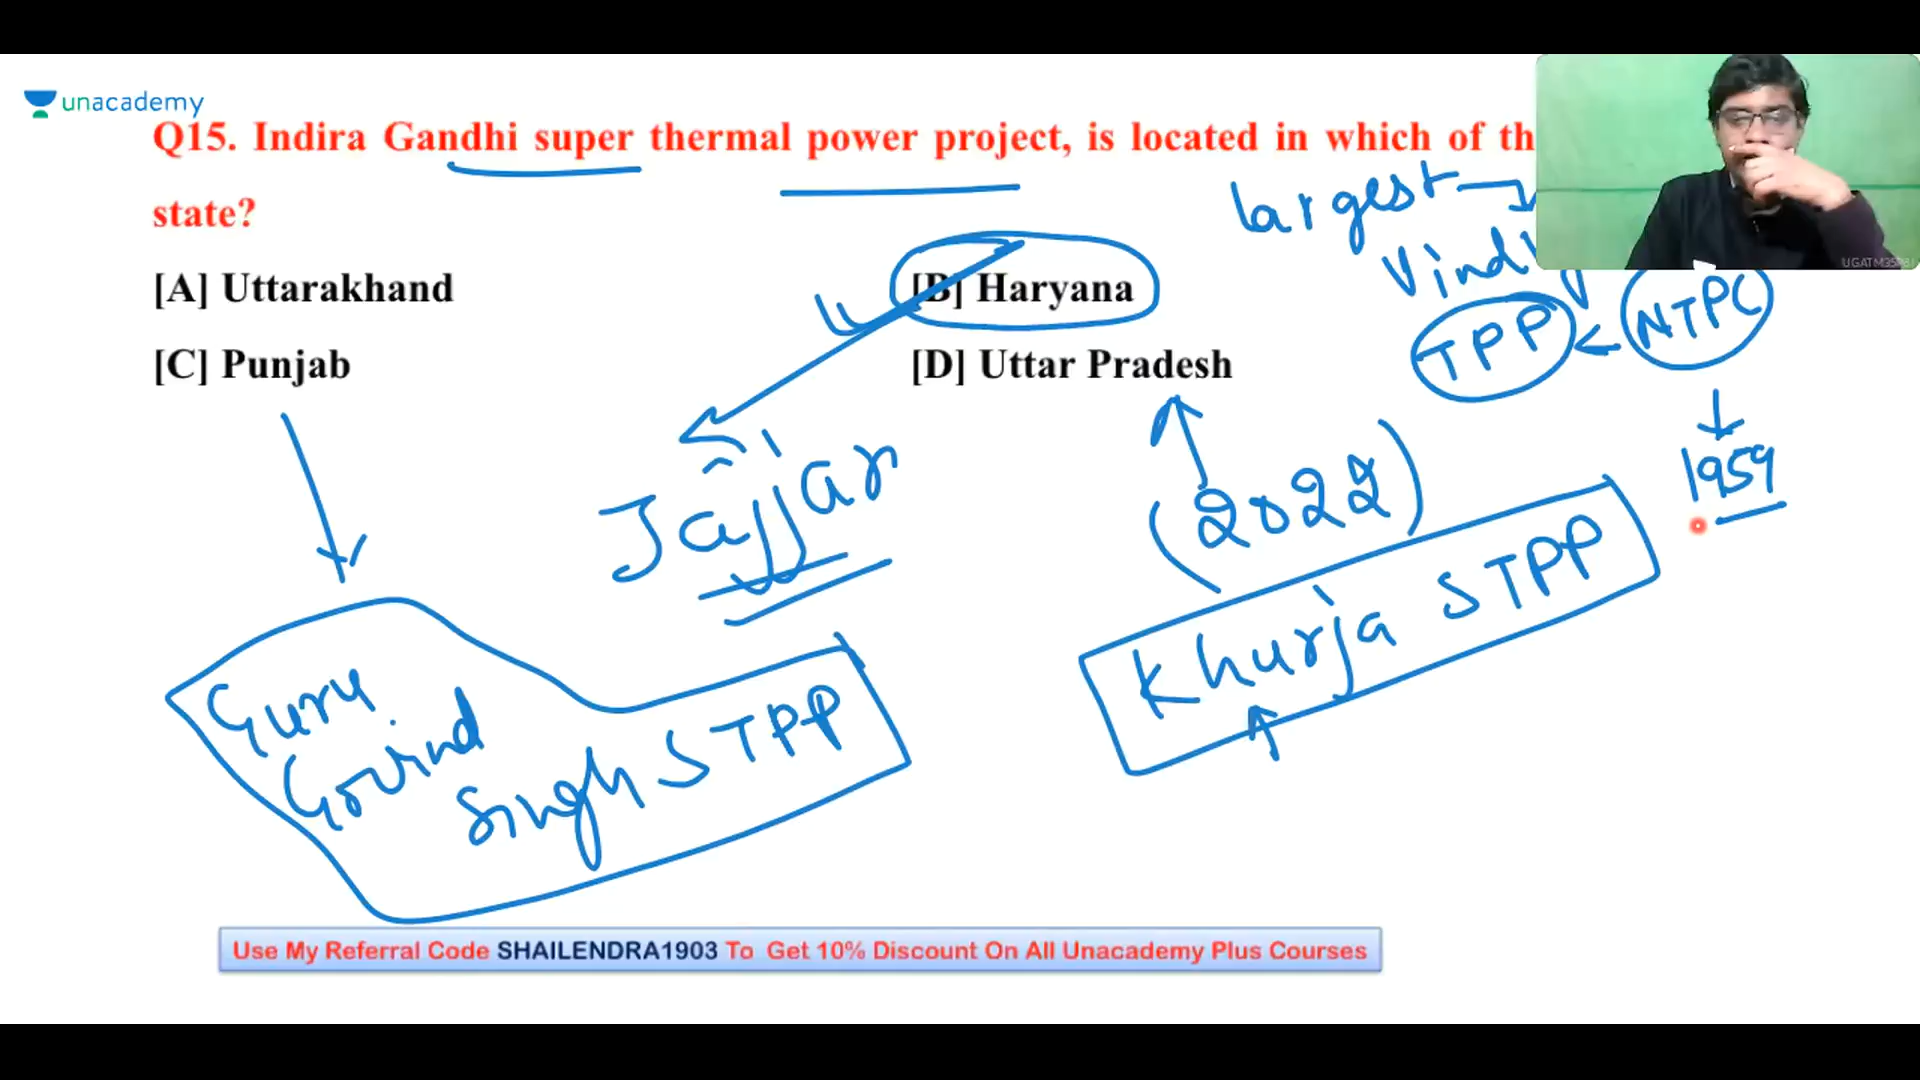 unacademy
Q15. Indira Gandhi super thermal power project, is located in which of th
state?
[A] Uttarakhand
[B] Haryana
[C] Punjab
[D] Uttar Pradesh
largest
Vindy
TPP
NTPC
1959
Jajjar
(2022)
Khurja STPP
Guru
Govind
Singh STPP
Use My Referral Code SHAILENDRA1903 To Get 10% Discount On All Unacademy Plus Courses